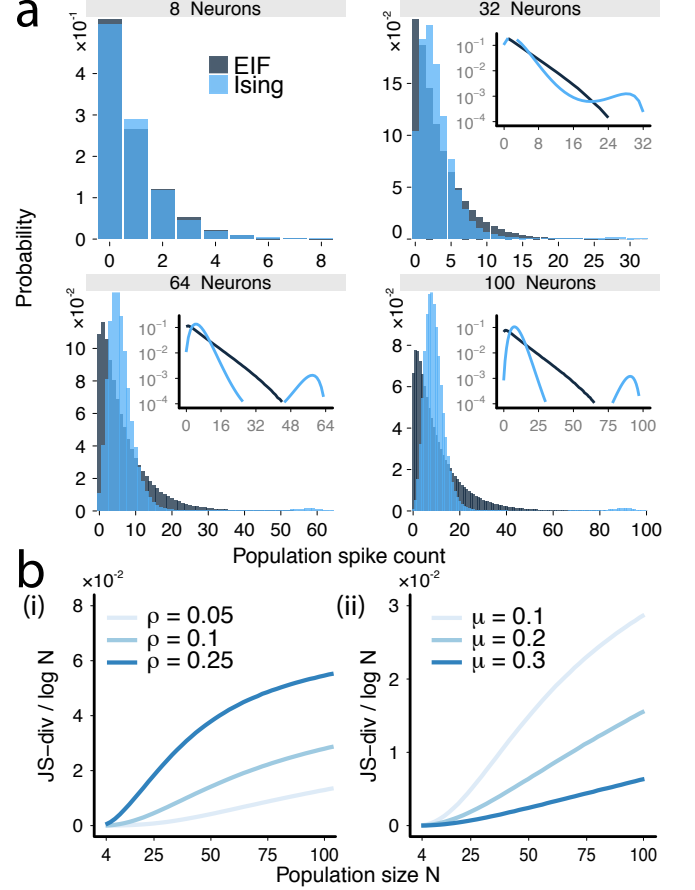 a
8 Neurons
×10⁻¹
4
3
2
1
0
0 2 4 6 8
EIF
Ising
32 Neurons
×10⁻²
15
10
5
0
0 5 10 15 20 25 30
10⁻¹
10⁻²
10⁻³
10⁻⁴
0 8 16 24 32
Probability
64 Neurons
×10⁻²
10
8
6
4
2
0
0 10 20 30 40 50 60
10⁻¹
10⁻²
10⁻³
10⁻⁴
0 16 32 48 64
100 Neurons
×10⁻²
8
6
4
2
0
0 20 40 60 80 100
10⁻¹
10⁻²
10⁻³
10⁻⁴
0 25 50 75 100
Population spike count
b
(i)
×10⁻²
8
6
4
2
0
JS−div / log N
ρ = 0.05
ρ = 0.1
ρ = 0.25
4 25 50 75 100
(ii)
×10⁻²
3
2
1
0
JS−div / log N
μ = 0.1
μ = 0.2
μ = 0.3
4 25 50 75 100
Population size N